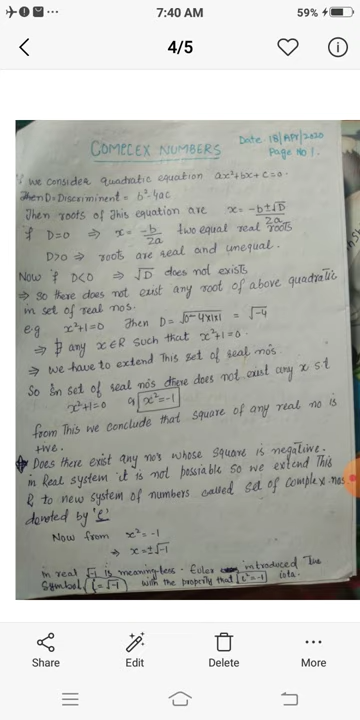 7:40 AM
59%
4/5
COMPLEX NUMBERS
Date 18/Apr/2020
Page No 1.
∵ we consider quadratic equation ax²+bx+c=0.
Then D=Discriminent = b²-4ac
Then roots of this equation are x = -b±√D/2a
if D=0 ⇒ x = -b/2a two equal real roots
D>0 ⇒ roots are real and unequal.
Now if D<0 ⇒ √D does not exists
⇒ So there does not exist any root of above quadratic
in set of real nos.
e.g x²+1=0 Then D = √0-4×1×1 = √-4
⇒ ∄ any x∈R such that x²+1=0.
⇒ we have to extend This set of real nos.
So In set of real nos there does not exist any x s.t
x²+1=0 or x²=-1
from This we conclude that square of any real no is
+ve.
Does there exist any nos whose square is negative.
in Real system it is not possiable so we extend This
R to new system of numbers called set of complex nos
denoted by 'C'
Now from x²=-1
⇒ x=±√-1
in real √-1 is meaningless - Euler introduced The
Symbol i=√-1 with the property that i²=-1 iota.
Share
Edit
Delete
More